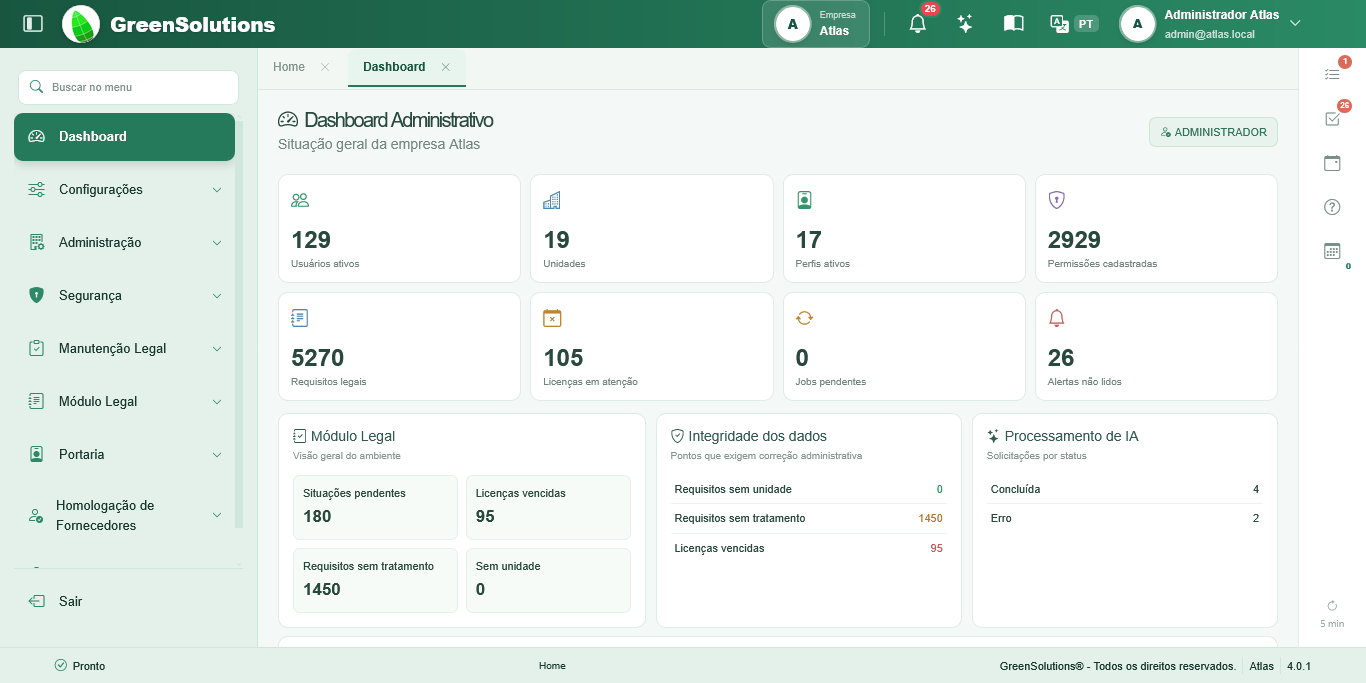 GreenSolutions
A
Empresa
Atlas
26
PT
A
Administrador Atlas
admin@atlas.local
Buscar no menu
Dashboard
Configurações
Administração
Segurança
Manutenção Legal
Módulo Legal
Portaria
Homologação de
Fornecedores
Sair
Home
Dashboard
Dashboard Administrativo
Situação geral da empresa Atlas
ADMINISTRADOR
129
Usuários ativos
19
Unidades
17
Perfis ativos
2929
Permissões cadastradas
5270
Requisitos legais
105
Licenças em atenção
0
Jobs pendentes
26
Alertas não lidos
Módulo Legal
Visão geral do ambiente
Situações pendentes
180
Licenças vencidas
95
Requisitos sem tratamento
1450
Sem unidade
0
Integridade dos dados
Pontos que exigem correção administrativa
Requisitos sem unidade 0
Requisitos sem tratamento 1450
Licenças vencidas 95
Processamento de IA
Solicitações por status
Concluída 4
Erro 2
1
26
0
5 min
Pronto
Home
GreenSolutions® - Todos os direitos reservados.
Atlas
4.0.1